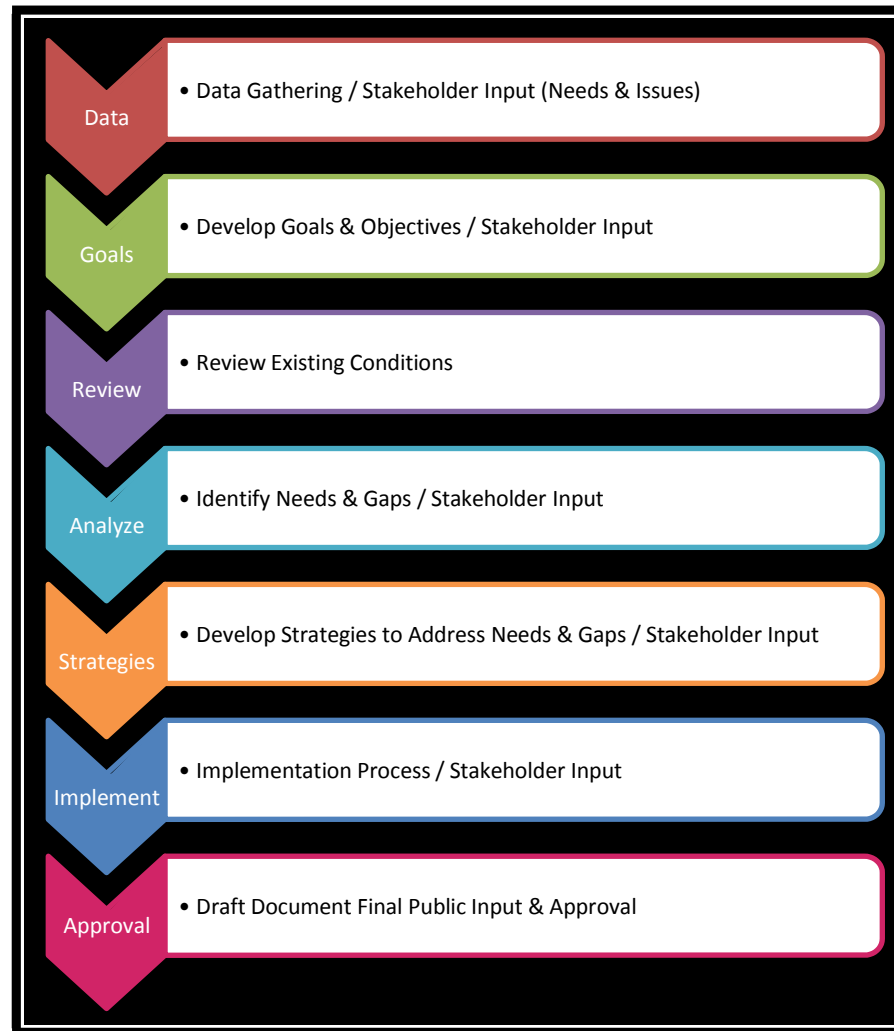 • Data Gathering / Stakeholder Input (Needs & Issues)
Data
• Develop Goals & Objectives / Stakeholder Input
Goals
• Review Existing Conditions
Review
• Identify Needs & Gaps / Stakeholder Input
Analyze
• Develop Strategies to Address Needs & Gaps / Stakeholder Input
Strategies
• Implementation Process / Stakeholder Input
Implement
• Draft Document Final Public Input & Approval
Approval